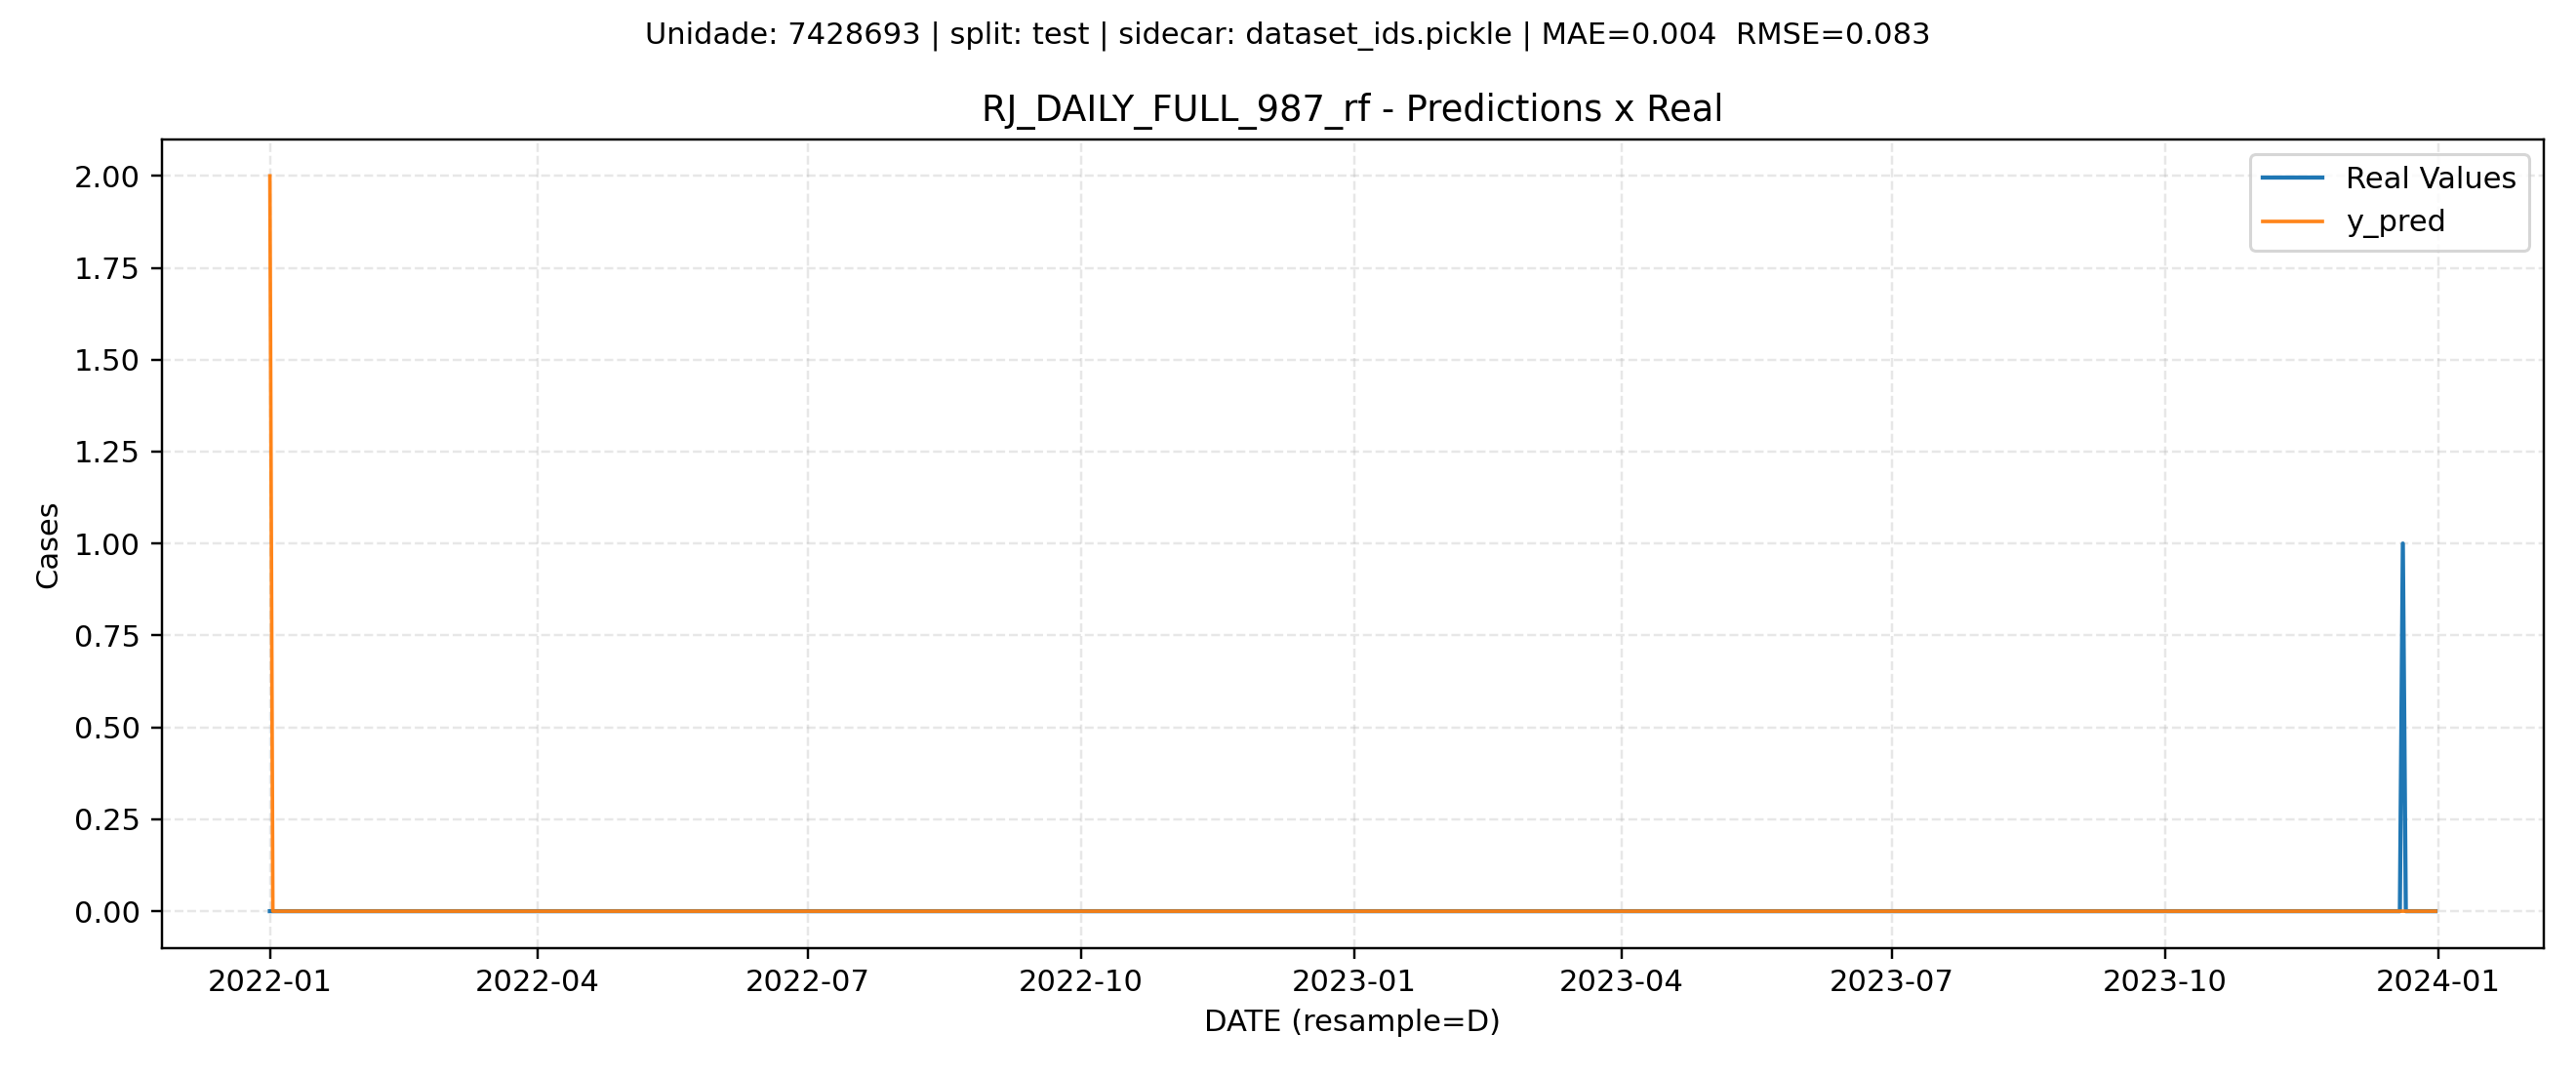 Unidade: 7428693 | split: test | sidecar: dataset_ids.pickle | MAE=0.004  RMSE=0.083
RJ_DAILY_FULL_987_rf - Predictions x Real
Real Values
y_pred
Cases
2.00
1.75
1.50
1.25
1.00
0.75
0.50
0.25
0.00
2022-01 2022-04 2022-07 2022-10 2023-01 2023-04 2023-07 2023-10 2024-01
DATE (resample=D)